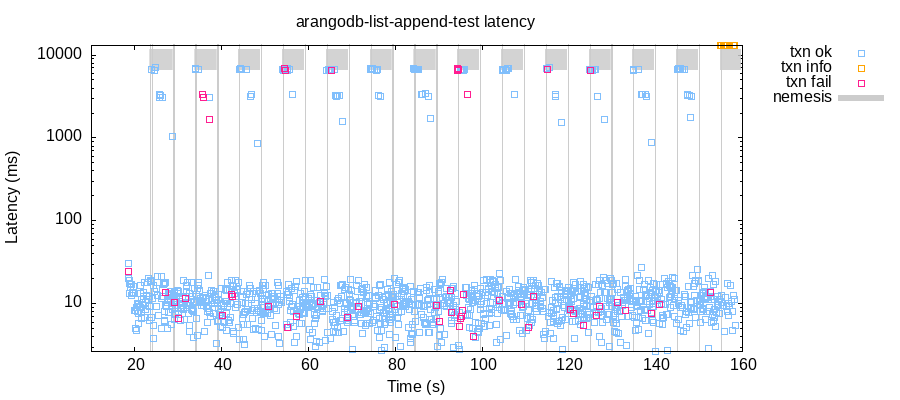 arangodb-list-append-test latency
10000
1000
100
10
20
40
60
80
100
120
140
160
Latency (ms)
Time (s)
txn ok
txn info
txn fail
nemesis